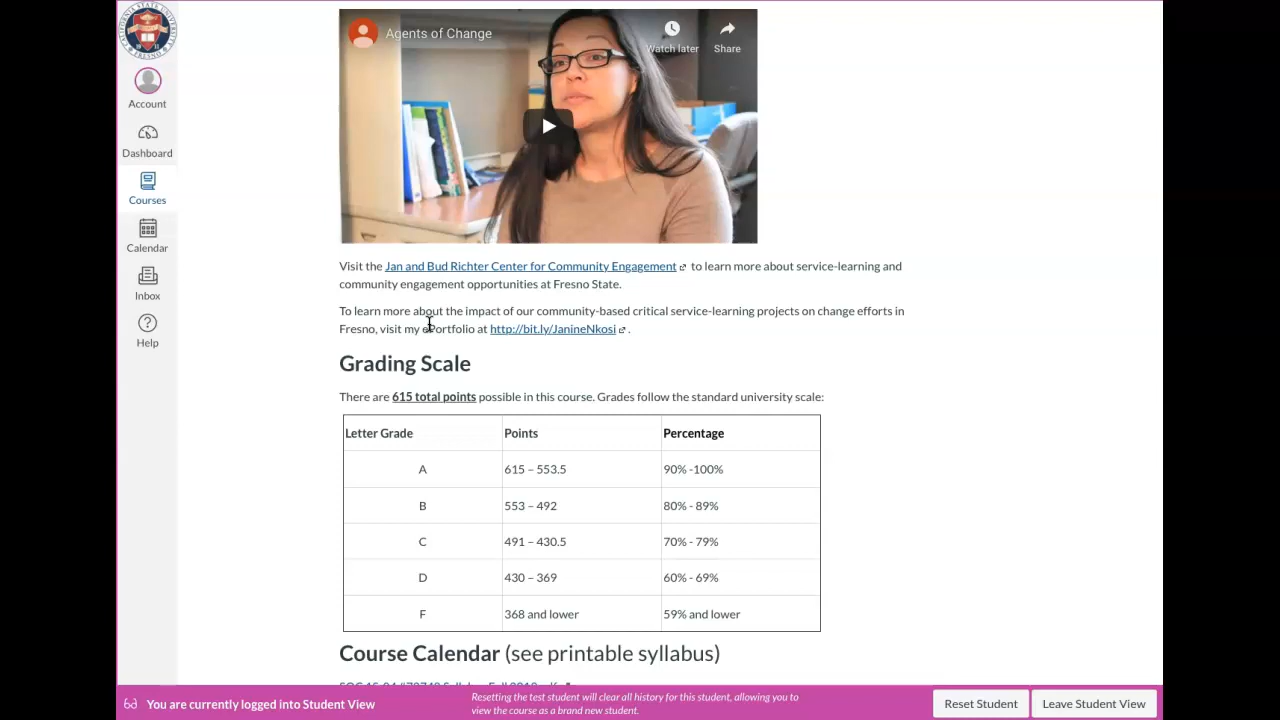 CALIFORNIA STATE UNIVERSITY
FRESNO
Account
Dashboard
Courses
Calendar
Inbox
Help
Agents of Change
Watch later
Share
Visit the Jan and Bud Richter Center for Community Engagement to learn more about service-learning and
community engagement opportunities at Fresno State.
To learn more about the impact of our community-based critical service-learning projects on change efforts in
Fresno, visit my ePortfolio at http://bit.ly/JanineNkosi .
Grading Scale
There are 615 total points possible in this course. Grades follow the standard university scale:
Letter Grade Points Percentage
A 615 – 553.5 90% -100%
B 553 – 492 80% - 89%
C 491 – 430.5 70% - 79%
D 430 – 369 60% - 69%
F 368 and lower 59% and lower
Course Calendar (see printable syllabus)
You are currently logged into Student View
Resetting the test student will clear all history for this student, allowing you to
view the course as a brand new student.
Reset Student
Leave Student View